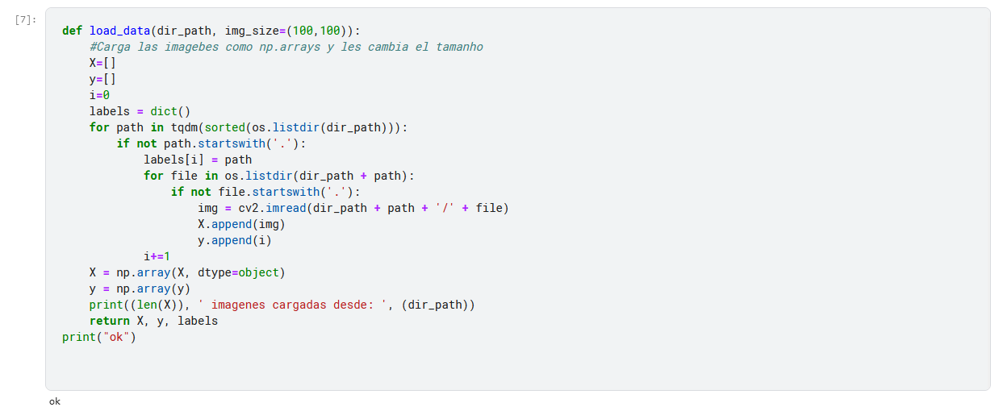 [7]:
def load_data(dir_path, img_size=(100,100)):
    #Carga las imagebes como np.arrays y les cambia el tamanho
    X=[]
    y=[]
    i=0
    labels = dict()
    for path in tqdm(sorted(os.listdir(dir_path))):
        if not path.startswith('.'):
            labels[i] = path
            for file in os.listdir(dir_path + path):
                if not file.startswith('.'):
                    img = cv2.imread(dir_path + path + '/' + file)
                    X.append(img)
                    y.append(i)
            i+=1
    X = np.array(X, dtype=object)
    y = np.array(y)
    print((len(X)), ' imagenes cargadas desde: ', (dir_path))
    return X, y, labels
print("ok")
ok